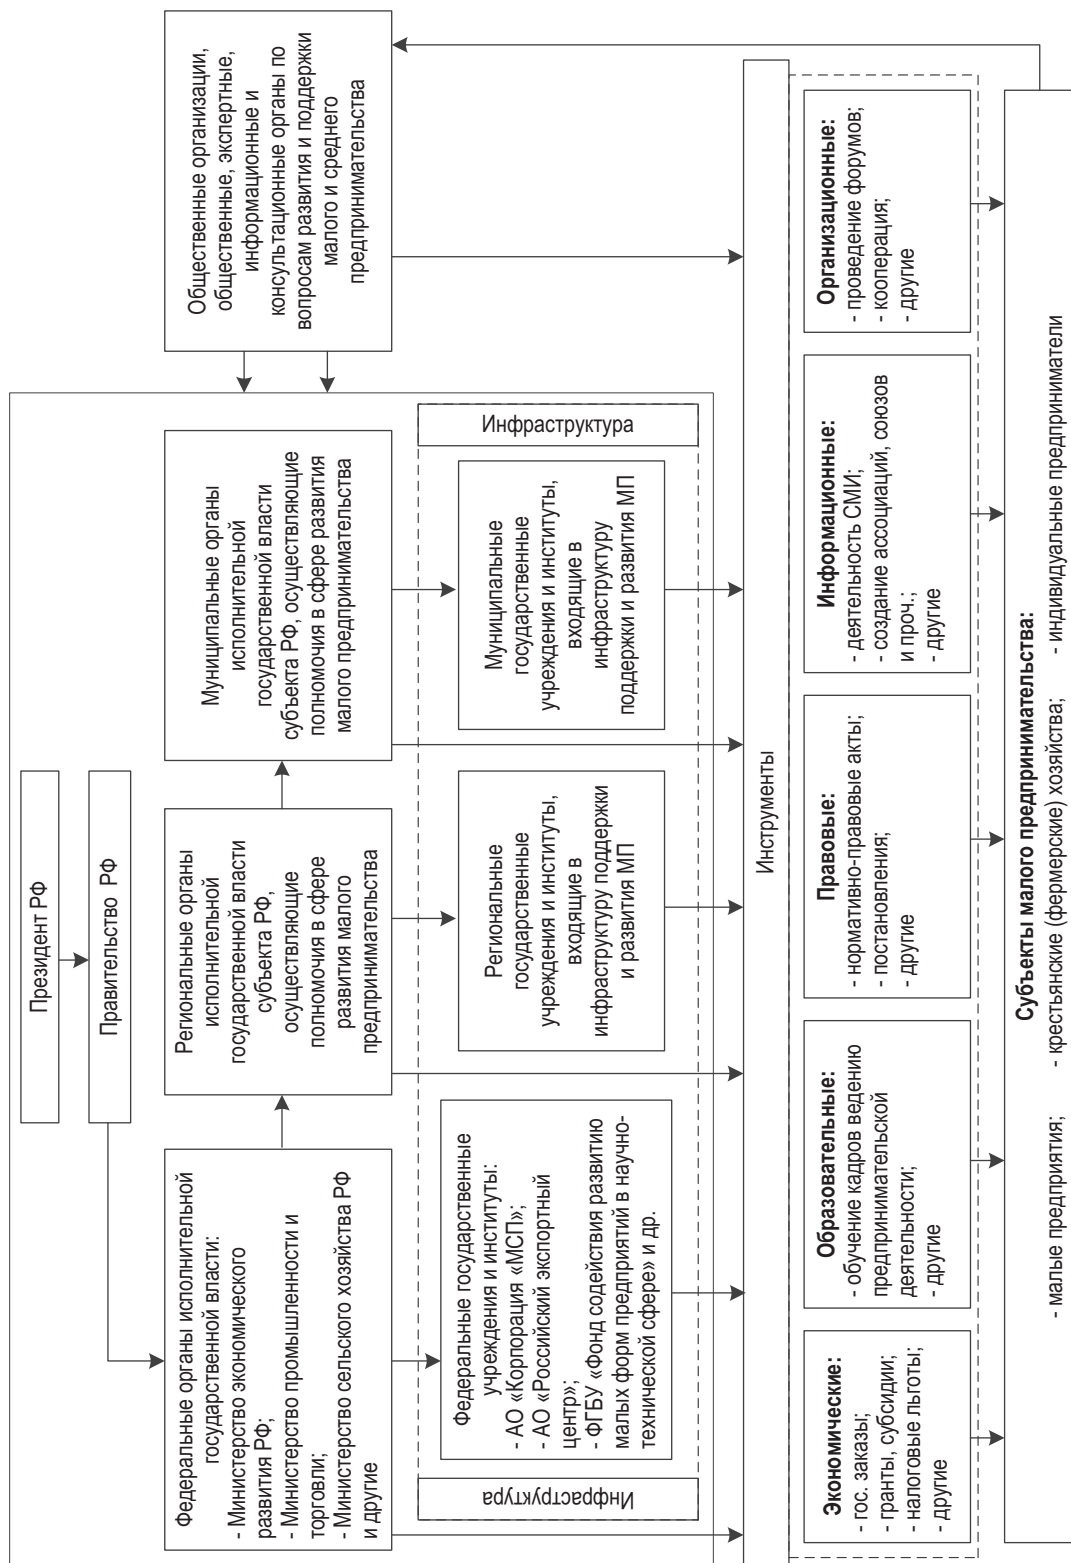 Президент РФ
Правительство РФ
Федеральные органы исполнительной
государственной власти:
- Министерство экономического
развития РФ;
- Министерство промышленности и
торговли;
- Министерство сельского хозяйства РФ
и другие
Региональные органы
исполнительной
государственной власти
субъекта РФ,
осуществляющие
полномочия в сфере
развития малого
предпринимательства
Муниципальные органы
исполнительной
государственной власти
субъекта РФ, осуществляющие
полномочия в сфере развития
малого предпринимательства
Общественные организации,
общественные, экспертные,
информационные и
консультационные органы по
вопросам развития и поддержки
малого и среднего
предпринимательства
Инфраструктура
Федеральные государственные
учреждения и институты:
- АО «Корпорация «МСП»;
- АО «Российский экспортный
центр»;
- ФГБУ «Фонд содействия развитию
малых форм предприятий в научно-
технической сфере» и др.
Региональные
государственные
учреждения и институты,
входящие в
инфраструктуру поддержки
и развития МП
Муниципальные
государственные
учреждения и институты,
входящие в
инфраструктуру
поддержки и развития МП
Инфраструктура
Инструменты
Экономические:
- гос. заказы;
- гранты, субсидии;
- налоговые льготы;
- другие
Образовательные:
- обучение кадров ведению
предпринимательской
деятельности;
- другие
Правовые:
- нормативно-правовые акты;
- постановления;
- другие
Информационные:
- деятельность СМИ;
- создание ассоциаций, союзов
и проч.;
- другие
Организационные:
- проведение форумов;
- кооперация;
- другие
Субъекты малого предпринимательства:
- малые предприятия; - крестьянские (фермерские) хозяйства; - индивидуальные предприниматели